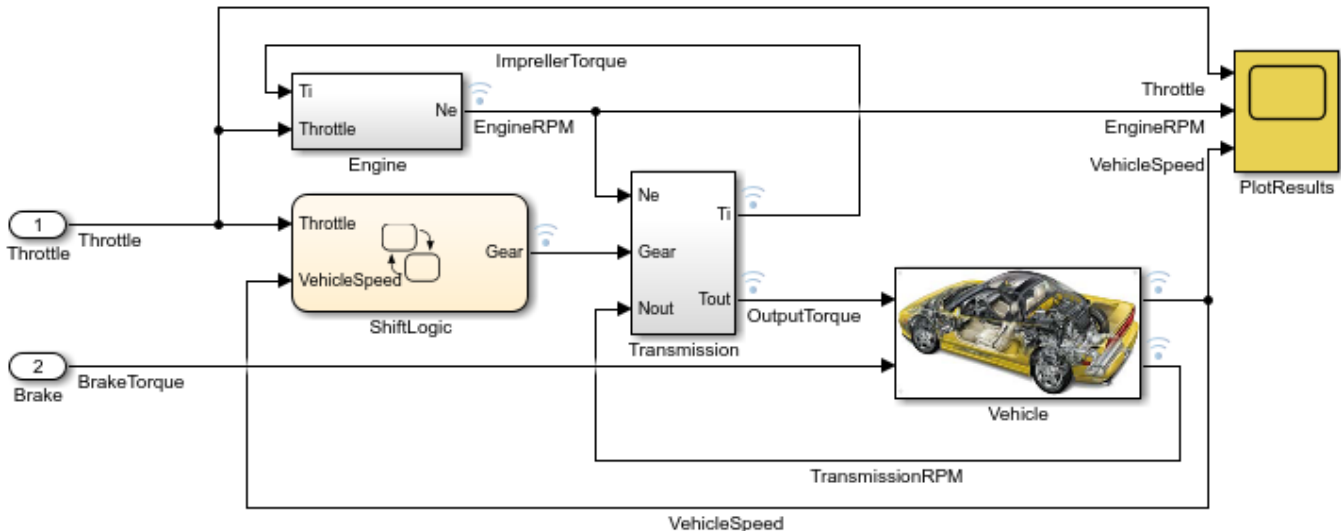 ImprellerTorque
Ti
Ne
Throttle
Engine
EngineRPM
Throttle
EngineRPM
VehicleSpeed
PlotResults
1
Throttle
Throttle
Throttle
VehicleSpeed
Gear
ShiftLogic
Ne
Gear
Nout
Ti
Tout
Transmission
OutputTorque
2
Brake
BrakeTorque
Vehicle
TransmissionRPM
VehicleSpeed